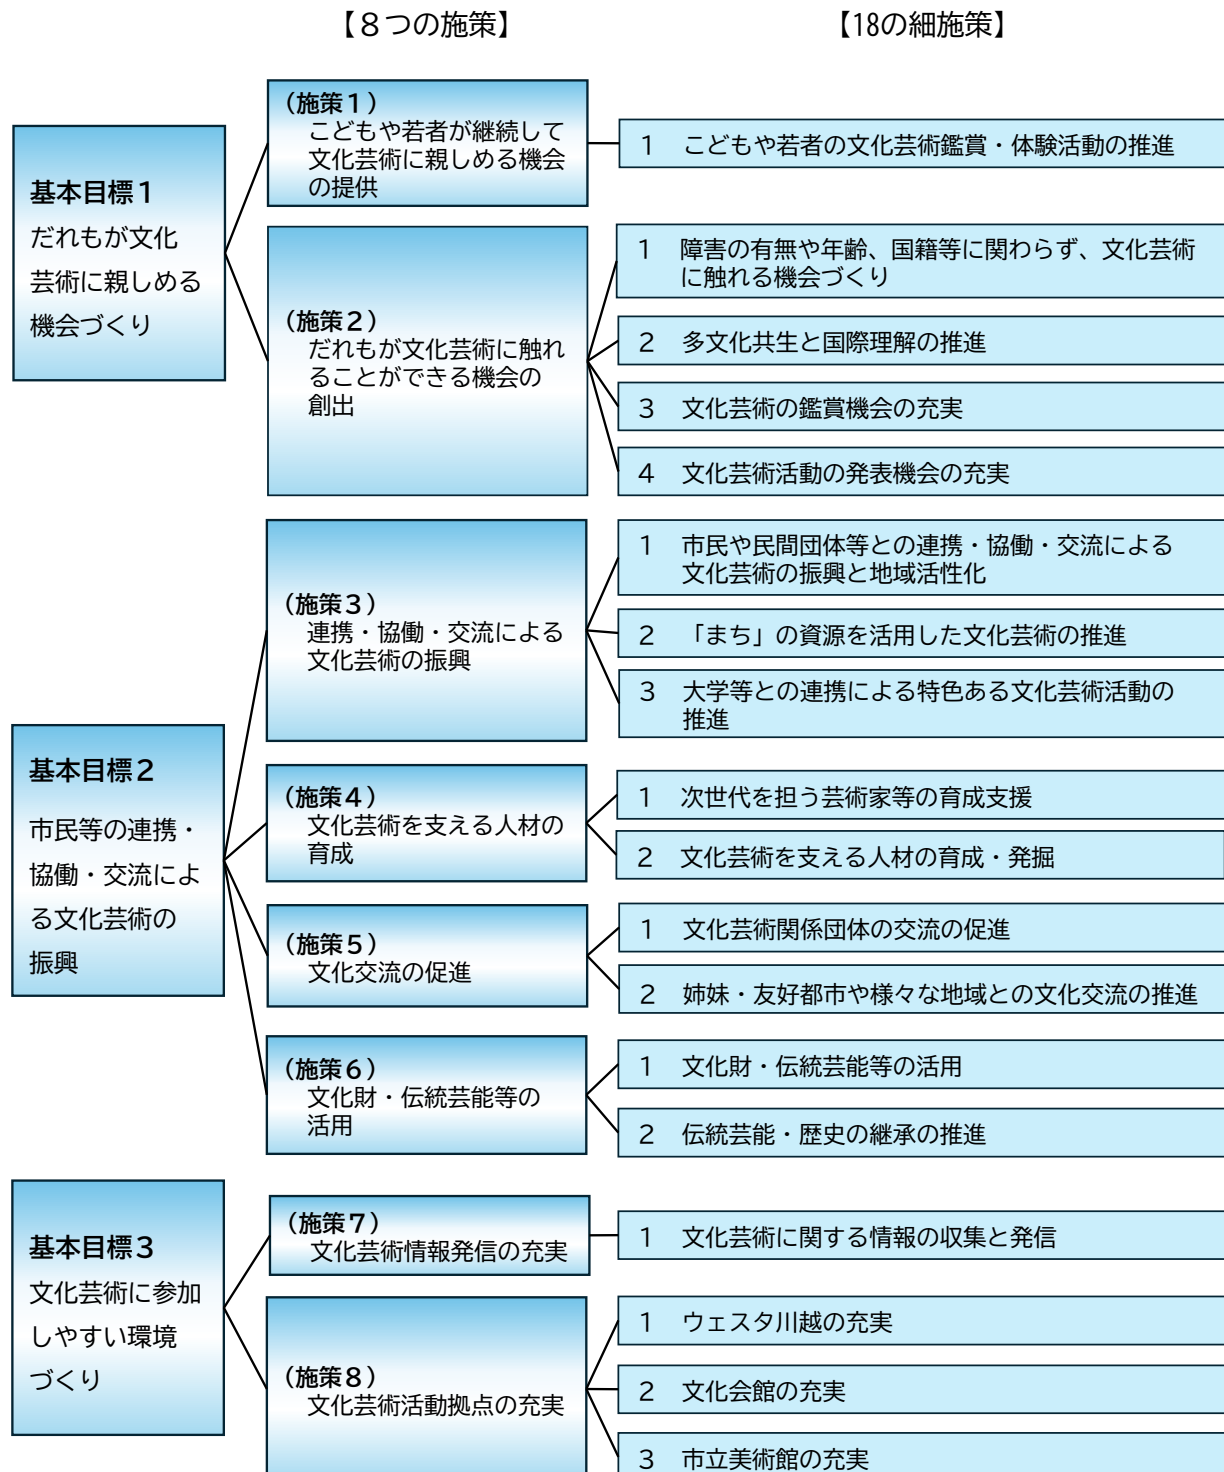 【８つの施策】
【18の細施策】
基本目標１
だれもが文化
芸術に親しめる
機会づくり
（施策１）
こどもや若者が継続して
文化芸術に親しめる機会
の提供
1 こどもや若者の文化芸術鑑賞・体験活動の推進
（施策２）
だれもが文化芸術に触れ
ることができる機会の
創出
1 障害の有無や年齢、国籍等に関わらず、文化芸術
に触れる機会づくり
2 多文化共生と国際理解の推進
3 文化芸術の鑑賞機会の充実
4 文化芸術活動の発表機会の充実
基本目標２
市民等の連携・
協働・交流によ
る文化芸術の
振興
（施策３）
連携・協働・交流による
文化芸術の振興
1 市民や民間団体等との連携・協働・交流による
文化芸術の振興と地域活性化
2 「まち」の資源を活用した文化芸術の推進
3 大学等との連携による特色ある文化芸術活動の
推進
（施策４）
文化芸術を支える人材の
育成
1 次世代を担う芸術家等の育成支援
2 文化芸術を支える人材の育成・発掘
（施策５）
文化交流の促進
1 文化芸術関係団体の交流の促進
2 姉妹・友好都市や様々な地域との文化交流の推進
（施策６）
文化財・伝統芸能等の
活用
1 文化財・伝統芸能等の活用
2 伝統芸能・歴史の継承の推進
基本目標３
文化芸術に参加
しやすい環境
づくり
（施策７）
文化芸術情報発信の充実
1 文化芸術に関する情報の収集と発信
（施策８）
文化芸術活動拠点の充実
1 ウェスタ川越の充実
2 文化会館の充実
3 市立美術館の充実